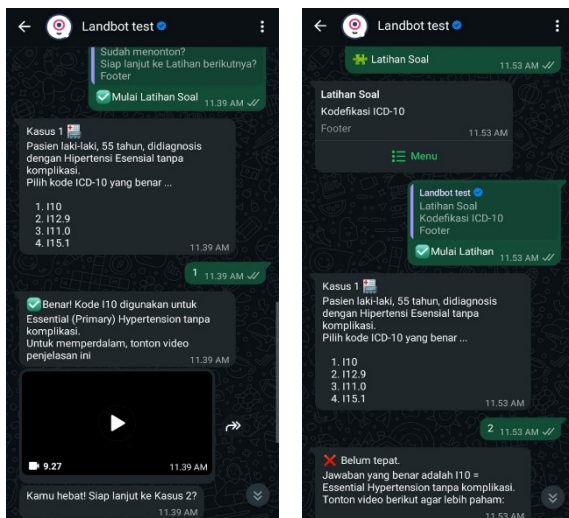 Landbot test
Sudah menonton?
Siap lanjut ke Latihan berikutnya?
Footer
✅Mulai Latihan Soal 11.39 AM
Kasus 1 🏥
Pasien laki-laki, 55 tahun, didiagnosis
dengan Hipertensi Esensial tanpa
komplikasi.
Pilih kode ICD-10 yang benar ...
1. I10
2. I12.9
3. I11.0
4. I15.1
11.39 AM
1 11.39 AM
✅Benar! Kode I10 digunakan untuk
Essential (Primary) Hypertension tanpa
komplikasi.
Untuk memperdalam, tonton video
penjelasan ini
11.39 AM
9.27 11.39 AM
Kamu hebat! Siap lanjut ke Kasus 2?
11.39 AM
Landbot test
🧩 Latihan Soal 11.53 AM
Latihan Soal
Kodefikasi ICD-10
Footer 11.53 AM
Menu
Landbot test
Latihan Soal
Kodefikasi ICD-10
Footer
✅Mulai Latihan 11.53 AM
Kasus 1 🏥
Pasien laki-laki, 55 tahun, didiagnosis
dengan Hipertensi Esensial tanpa
komplikasi.
Pilih kode ICD-10 yang benar ...
1. I10
2. I12.9
3. I11.0
4. I15.1
11.53 AM
2 11.53 AM
❌ Belum tepat.
Jawaban yang benar adalah I10 =
Essential Hypertension tanpa komplikasi.
Tonton video berikut agar lebih paham:
11.53 AM